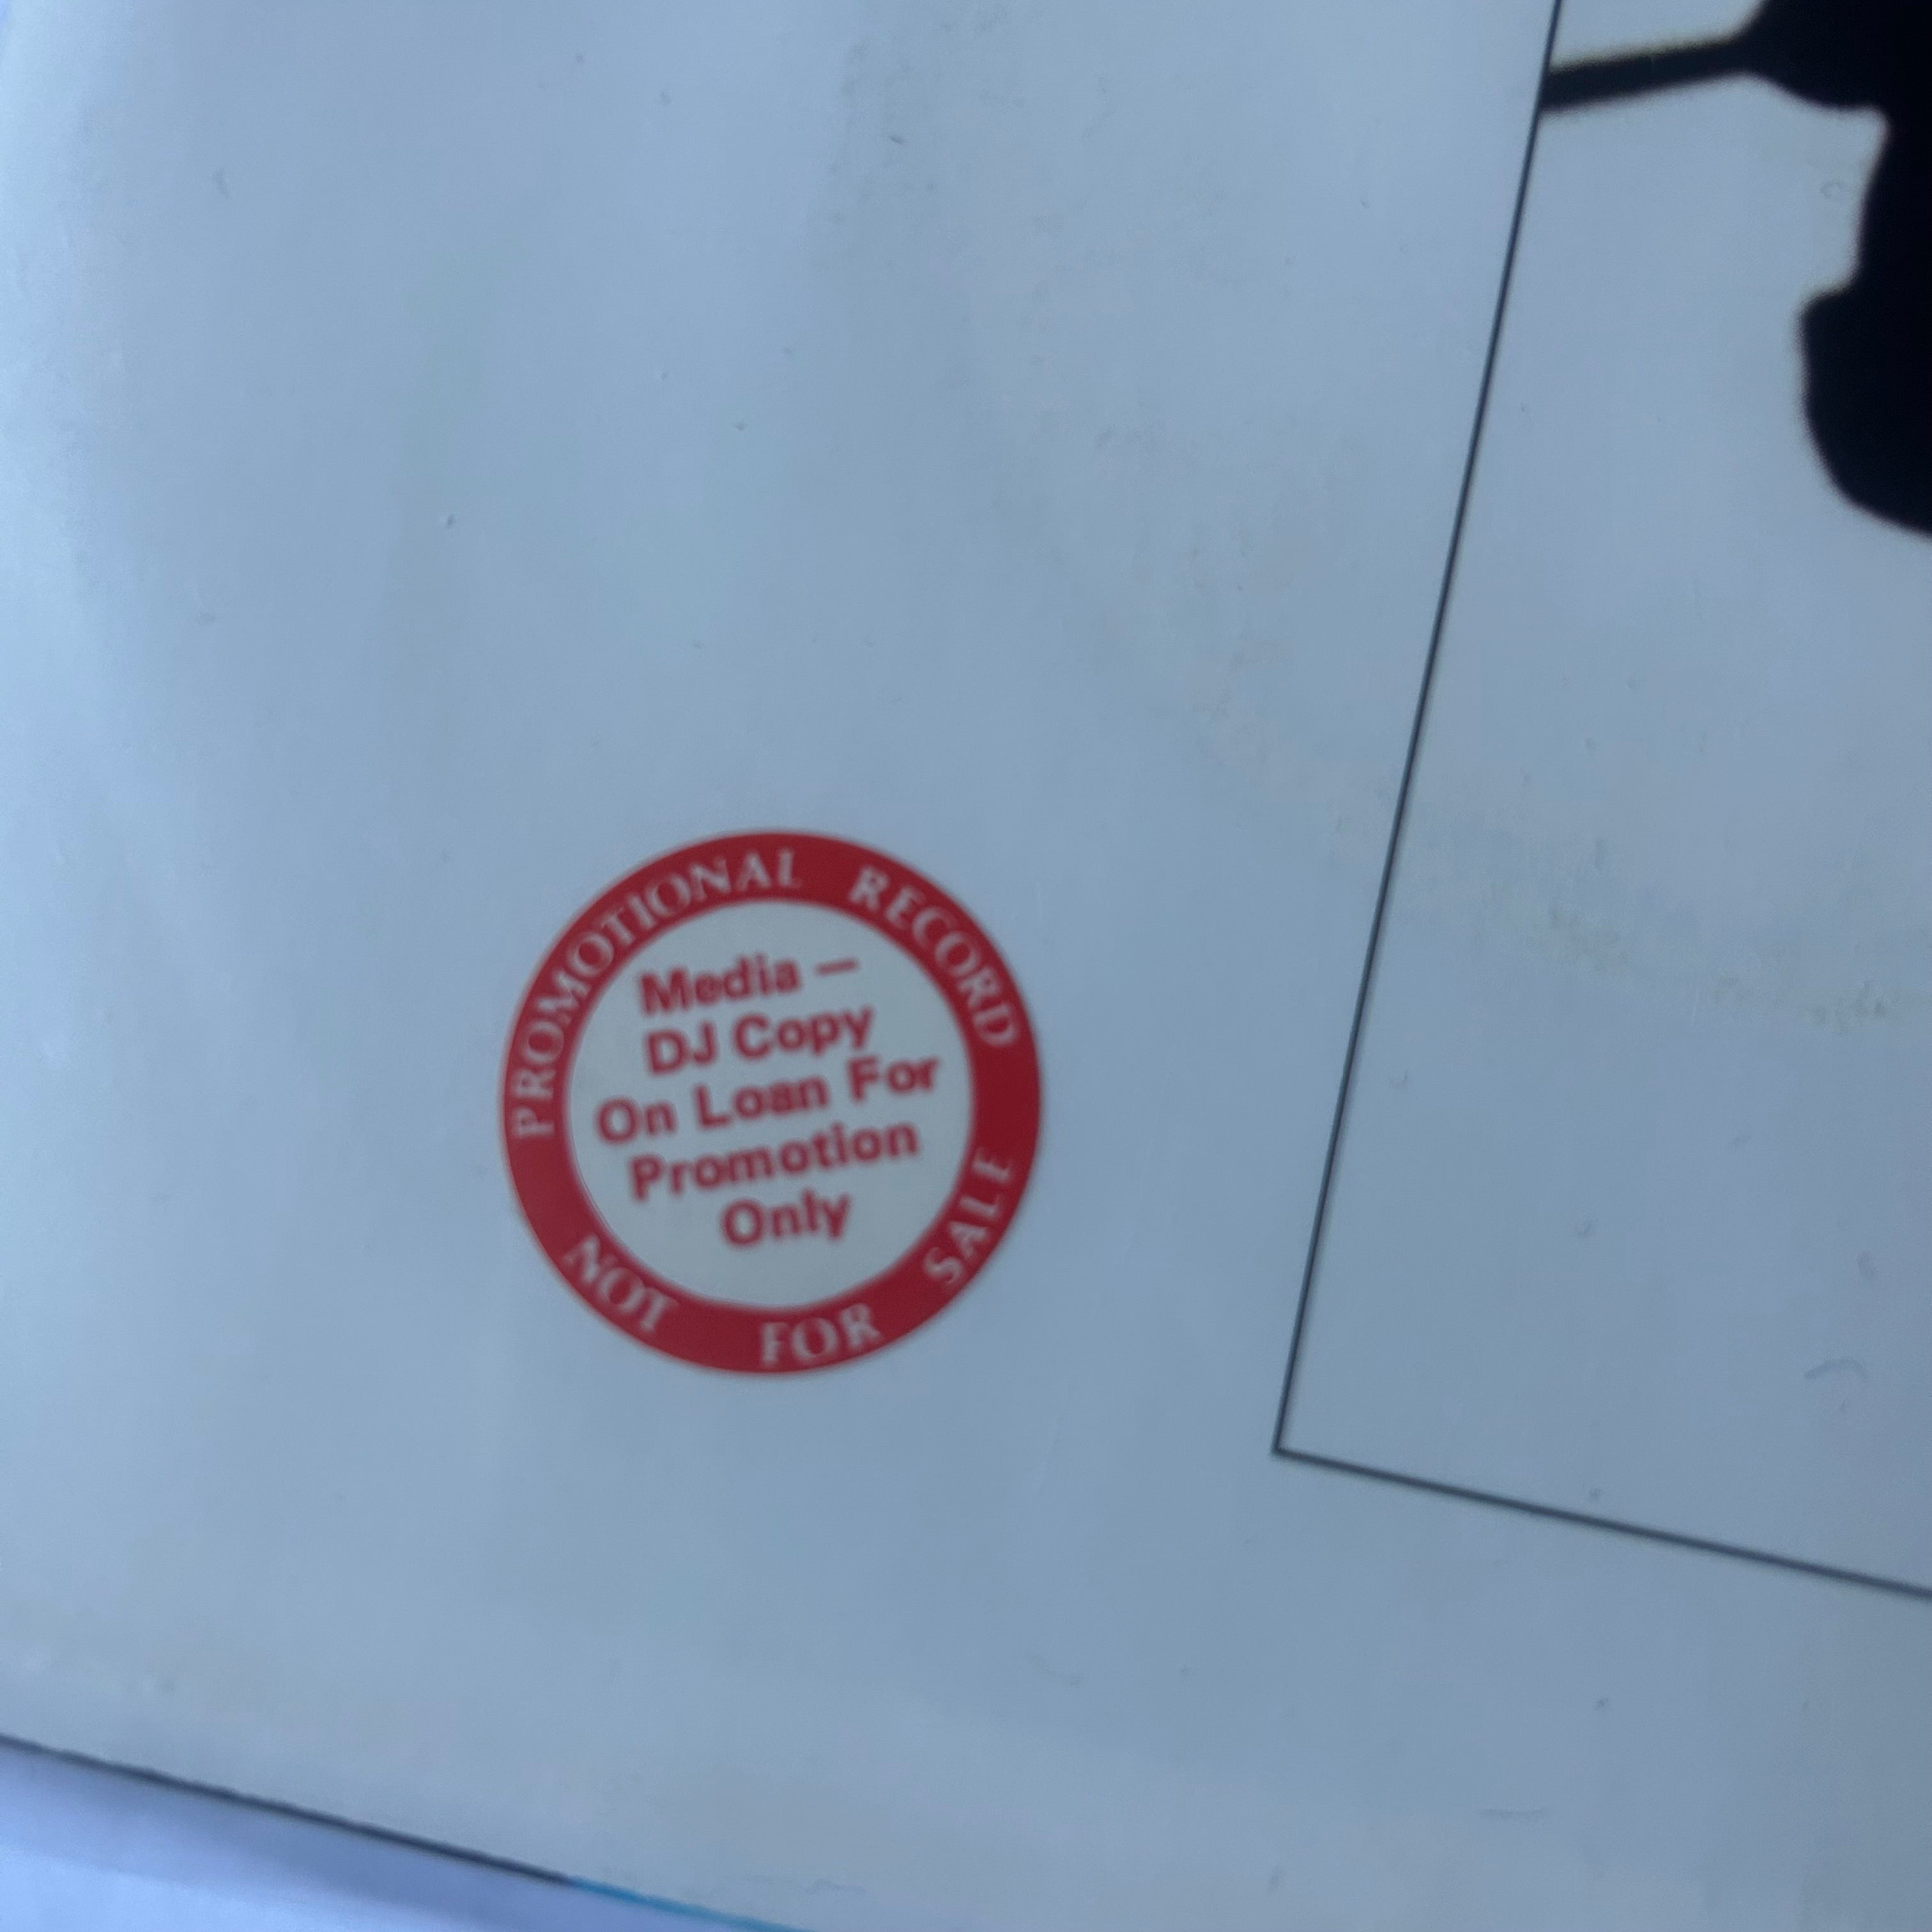 PROMOTIONAL RECORD
Media —
DJ Copy
On Loan For
Promotion
Only
NOT FOR SALE